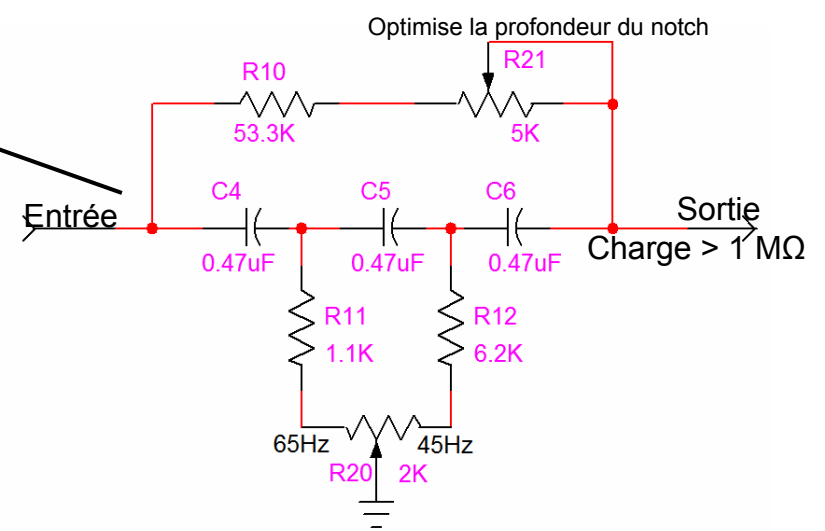 Optimise la profondeur du notch
R21
R10
53.3K
5K
C4
C5
C6
Entrée
Sortie
0.47uF
0.47uF
0.47uF
Charge > 1 MΩ
R11
R12
1.1K
6.2K
65Hz
45Hz
R20
2K